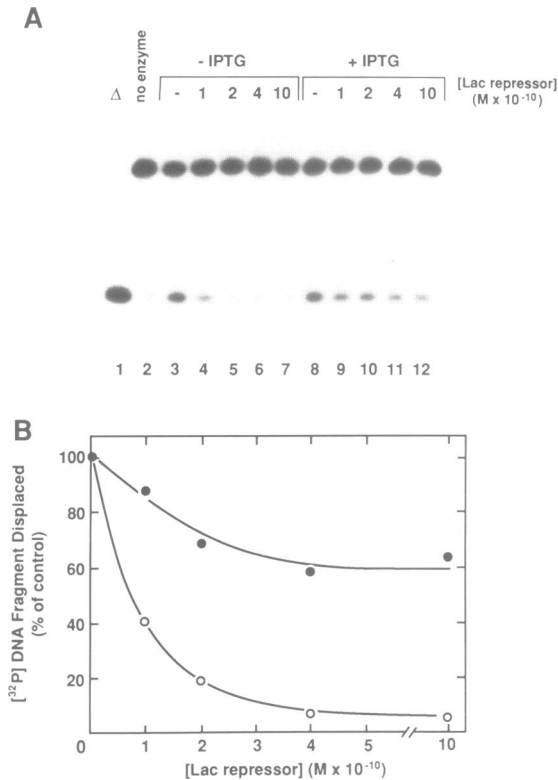 A
Δ
no enzyme
- IPTG
+ IPTG
- 1 2 4 10 - 1 2 4 10
[Lac repressor]
(M x 10-10)
1 2 3 4 5 6 7 8 9 10 11 12
B
[32P] DNA Fragment Displaced
(% of control)
100
80
60
40
20
0
1 2 3 4 5 10
[Lac repressor] (M x 10-10)